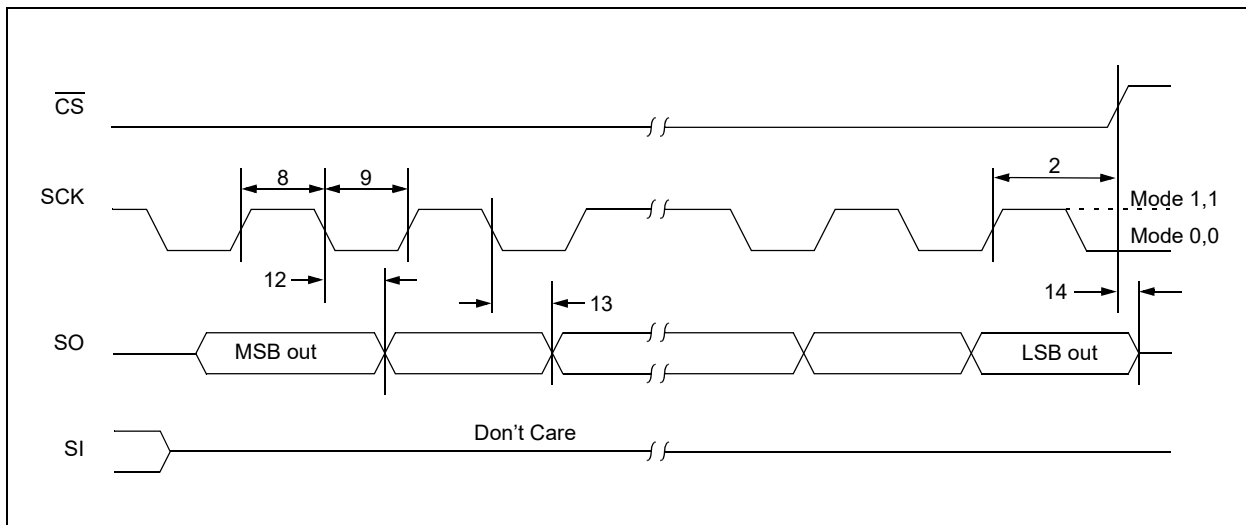 CS
SCK
8
9
2
Mode 1,1
Mode 0,0
12
13
14
SO
MSB out
LSB out
SI
Don't Care